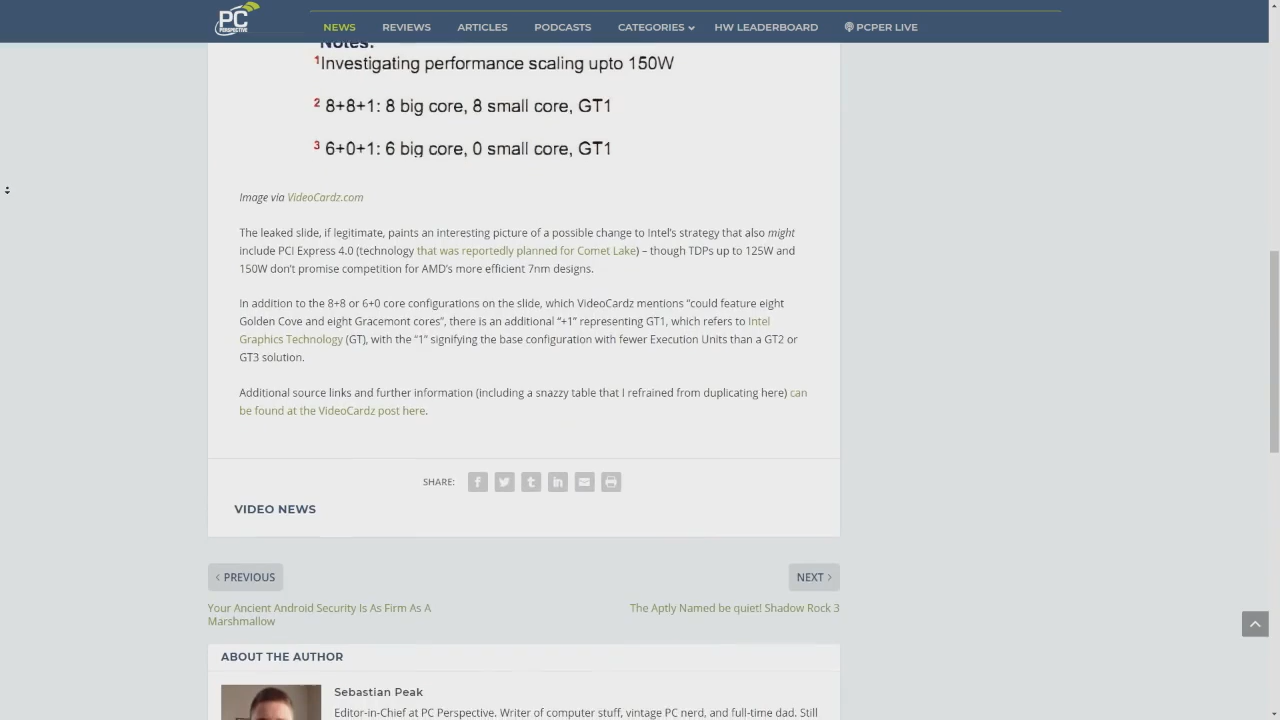 PC
PERSPECTIVE
NEWS REVIEWS ARTICLES PODCASTS CATEGORIES HW LEADERBOARD PCPER LIVE
Notes:
1Investigating performance scaling upto 150W
2 8+8+1: 8 big core, 8 small core, GT1
3 6+0+1: 6 big core, 0 small core, GT1
Image via VideoCardz.com
The leaked slide, if legitimate, paints an interesting picture of a possible change to Intel's strategy that also might
include PCI Express 4.0 (technology that was reportedly planned for Comet Lake) – though TDPs up to 125W and
150W don't promise competition for AMD's more efficient 7nm designs.
In addition to the 8+8 or 6+0 core configurations on the slide, which VideoCardz mentions "could feature eight
Golden Cove and eight Gracemont cores", there is an additional "+1" representing GT1, which refers to Intel
Graphics Technology (GT), with the "1" signifying the base configuration with fewer Execution Units than a GT2 or
GT3 solution.
Additional source links and further information (including a snazzy table that I refrained from duplicating here) can
be found at the VideoCardz post here.
SHARE:
VIDEO NEWS
PREVIOUS
NEXT
Your Ancient Android Security Is As Firm As A
Marshmallow
The Aptly Named be quiet! Shadow Rock 3
ABOUT THE AUTHOR
Sebastian Peak
Editor-in-Chief at PC Perspective. Writer of computer stuff, vintage PC nerd, and full-time dad. Still